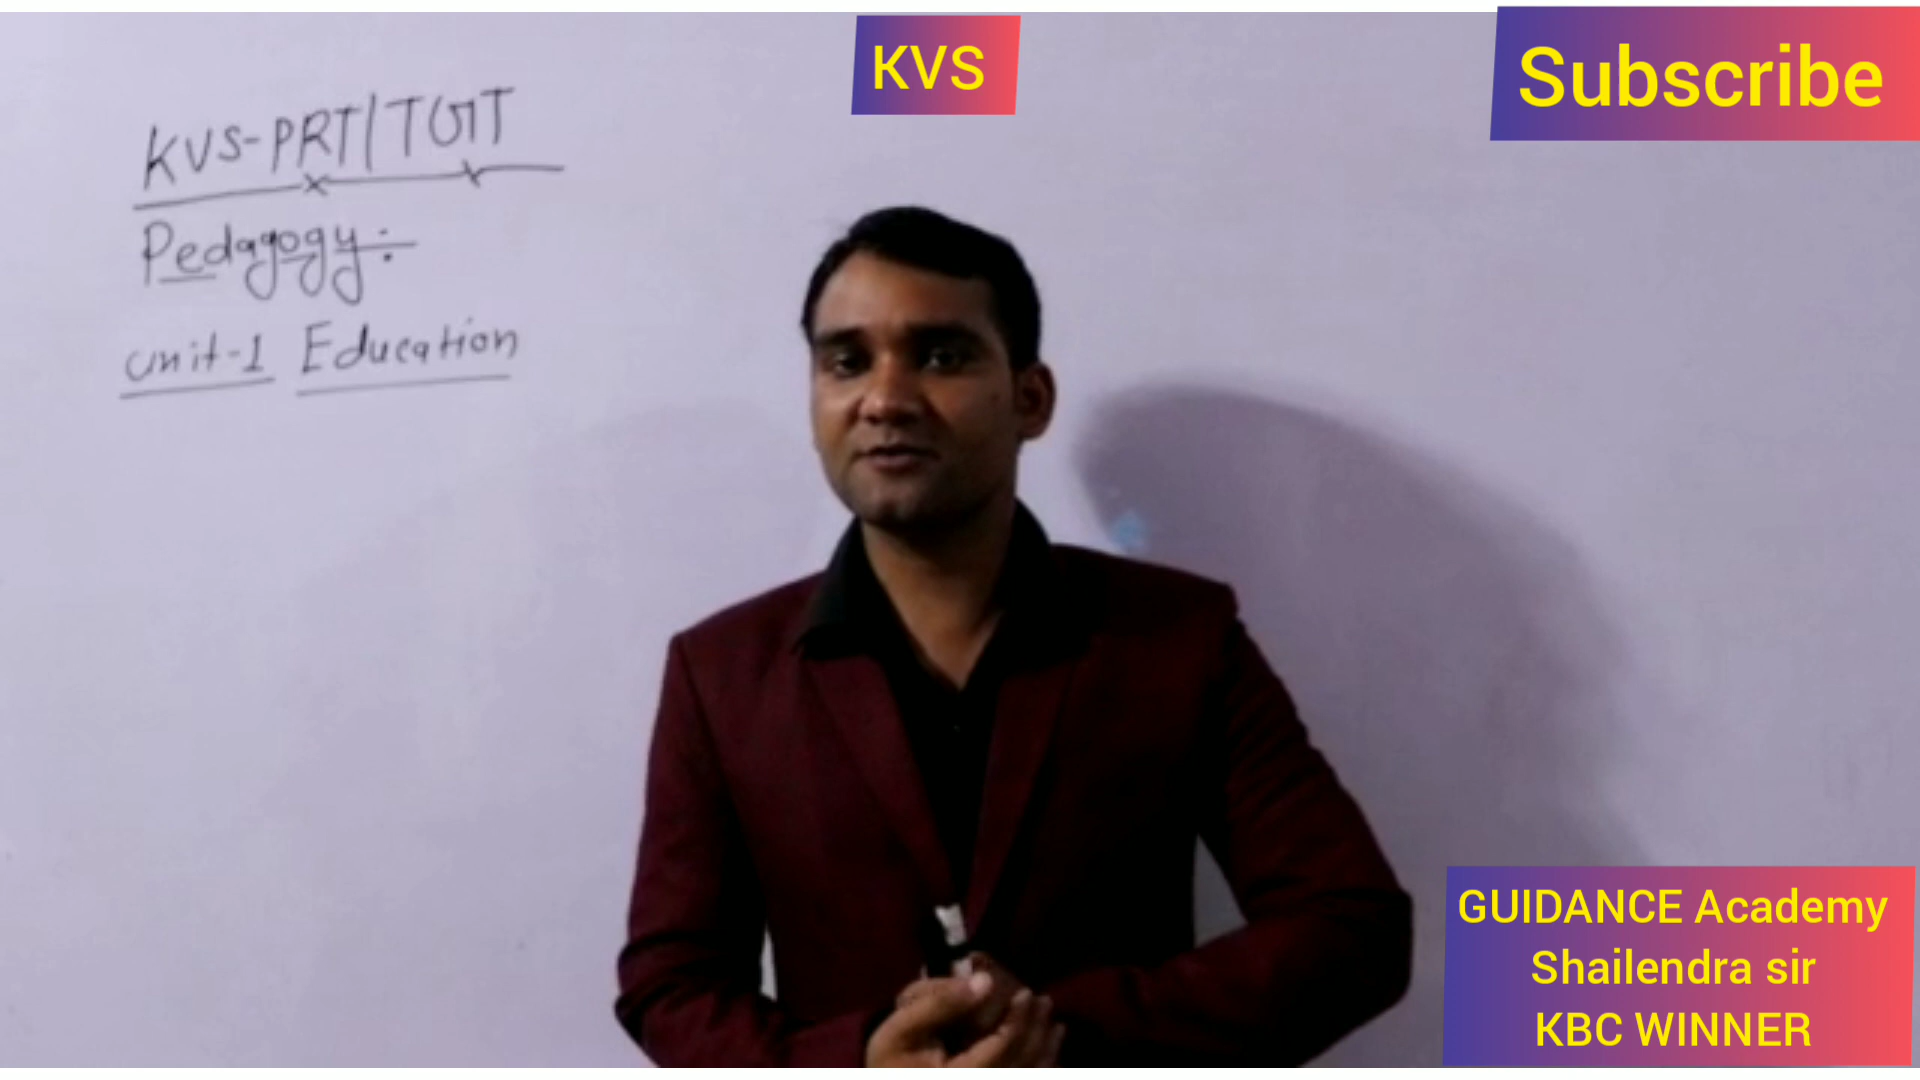 KVS
Subscribe
KVS-PRT/TGT
Pedagogy:
unit-1 Education
GUIDANCE Academy
Shailendra sir
KBC WINNER